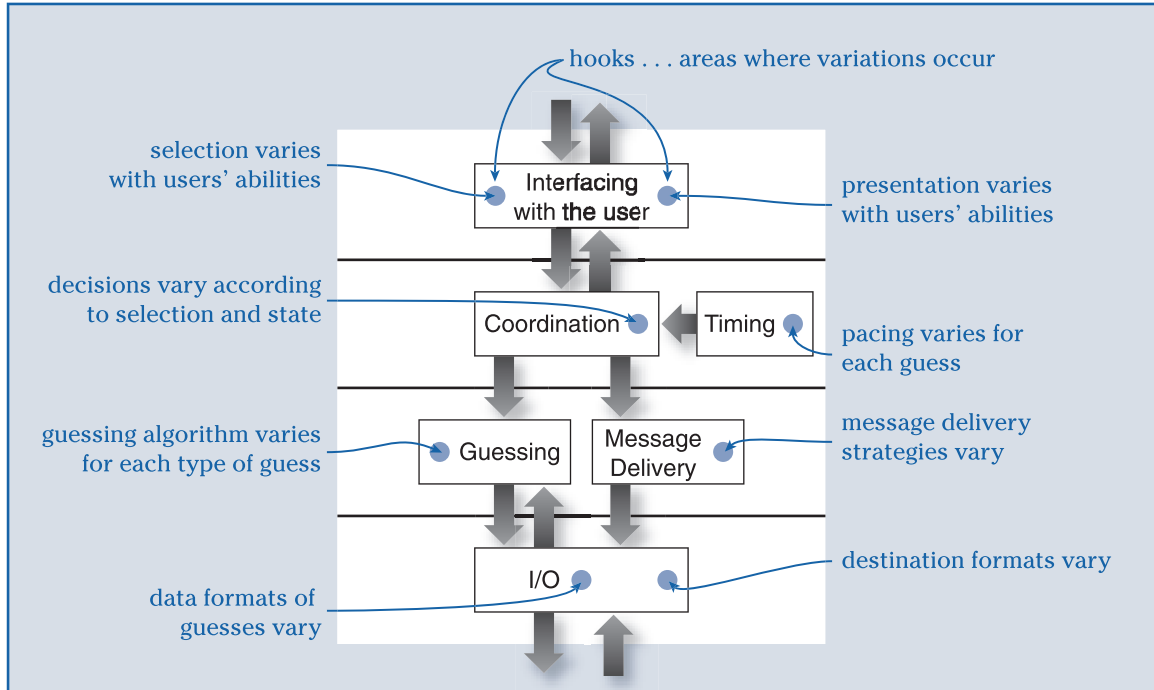 hooks . . . areas where variations occur
selection varies
with users’ abilities
Interfacing
with the user
presentation varies
with users’ abilities
decisions vary according
to selection and state
Coordination
Timing
pacing varies for
each guess
guessing algorithm varies
for each type of guess
Guessing
Message
Delivery
message delivery
strategies vary
I/O
destination formats vary
data formats of
guesses vary